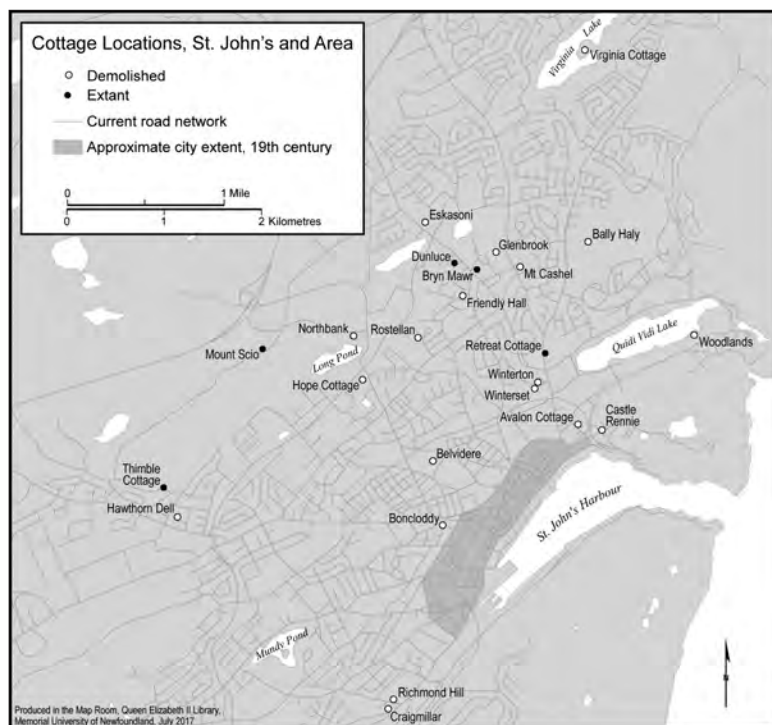 Cottage Locations, St. John's and Area
Demolished
Extant
Current road network
Approximate city extent, 19th century
0 1 Mile
0 1 2 Kilometres
Virginia Lake
Virginia Cottage
Eskasoni
Bally Haly
Glenbrook
Dunluce
Bryn Mawr
Mt Cashel
Friendly Hall
Northbank
Rostellan
Mount Scio
Long Pond
Retreat Cottage
Quidi Vidi Lake
Woodlands
Hope Cottage
Winterton
Winterset
Avalon Cottage
Castle
Rennie
Belvidere
Thimble
Cottage
Hawthorn Dell
Boncloddy
St. John's Harbour
Mundy Pond
Richmond Hill
Craigmillar
N
Produced in the Map Room, Queen Elizabeth II Library,
Memorial University of Newfoundland, July 2017